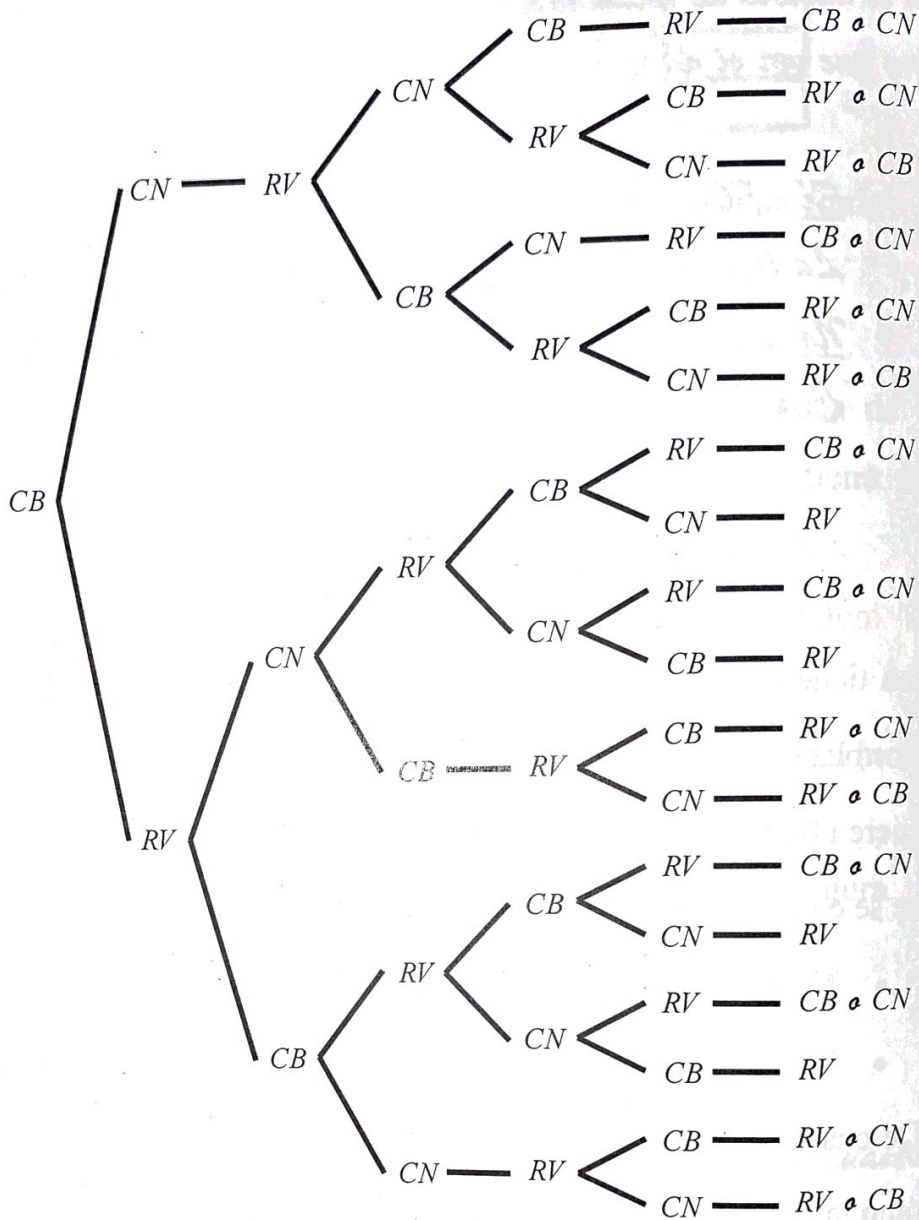 CB — RV — CB o CN
CN
CB — RV o CN
RV
CN — RV o CB
CN — RV
CN — RV — CB o CN
CB
CB — RV o CN
RV
CN — RV o CB
RV — CB o CN
CB
CB
CN — RV
RV
RV — CB o CN
CN
CN
CB — RV
CB — RV o CN
CB — RV
CN — RV o CB
RV
RV — CB o CN
CB
CN — RV
RV
RV — CB o CN
CN
CB
CB — RV
CB — RV o CN
CN — RV
CN — RV o CB